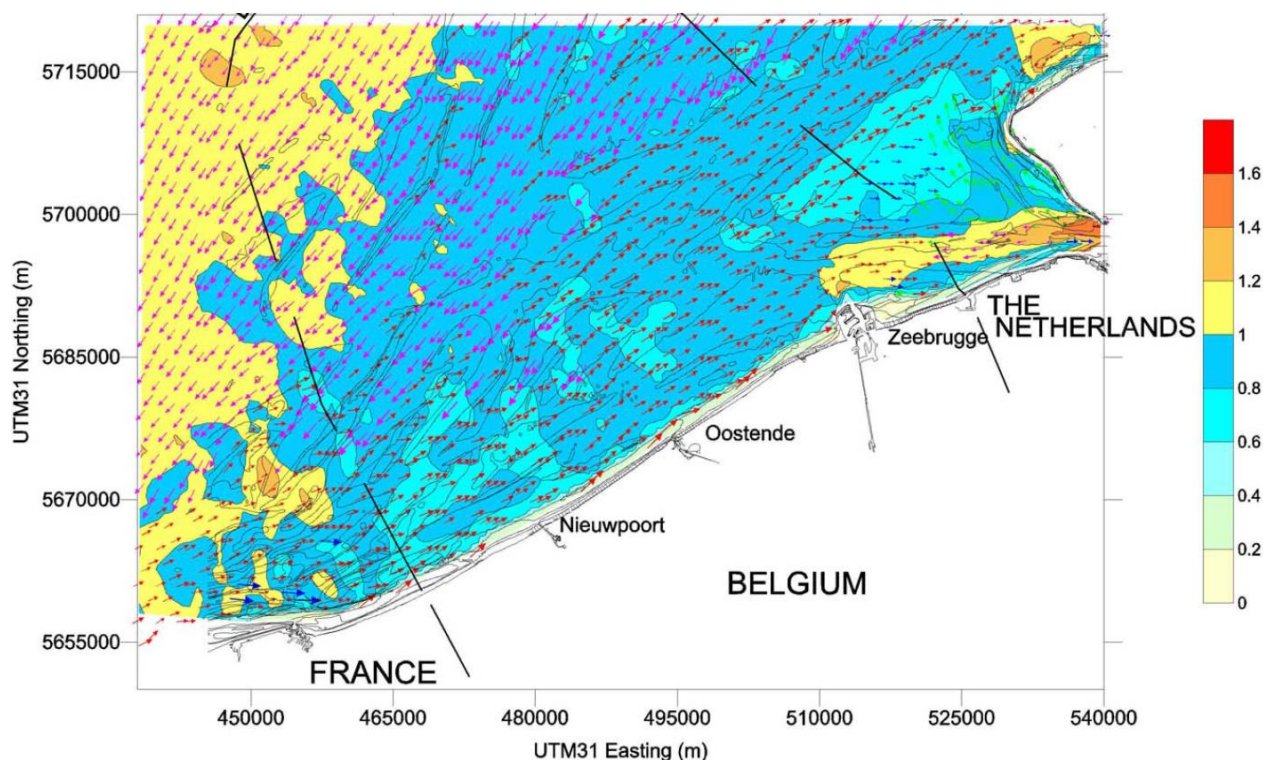 5715000
5700000
5685000
5670000
5655000
UTM31 Northing (m)
450000
465000
480000
495000
510000
525000
540000
UTM31 Easting (m)
THE
NETHERLANDS
Zeebrugge
Oostende
Nieuwpoort
BELGIUM
FRANCE
1.6
1.4
1.2
1
0.8
0.6
0.4
0.2
0